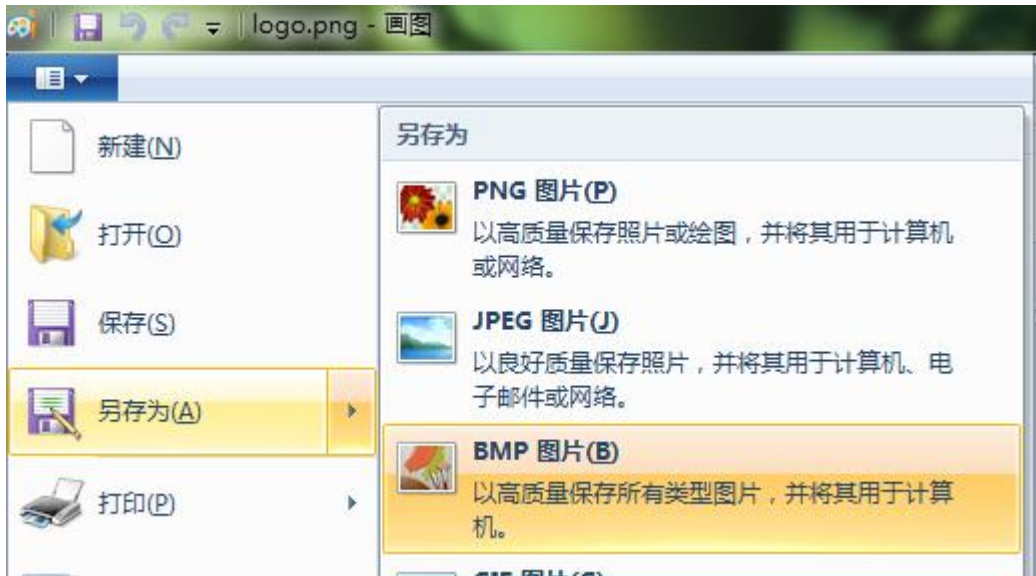 logo.png - 画图
新建(N)
打开(O)
保存(S)
另存为(A)
打印(P)
另存为
PNG 图片(P)
以高质量保存照片或绘图，并将其用于计算机
或网络。
JPEG 图片(J)
以良好质量保存照片，并将其用于计算机、电
子邮件或网络。
BMP 图片(B)
以高质量保存所有类型图片，并将其用于计算
机。